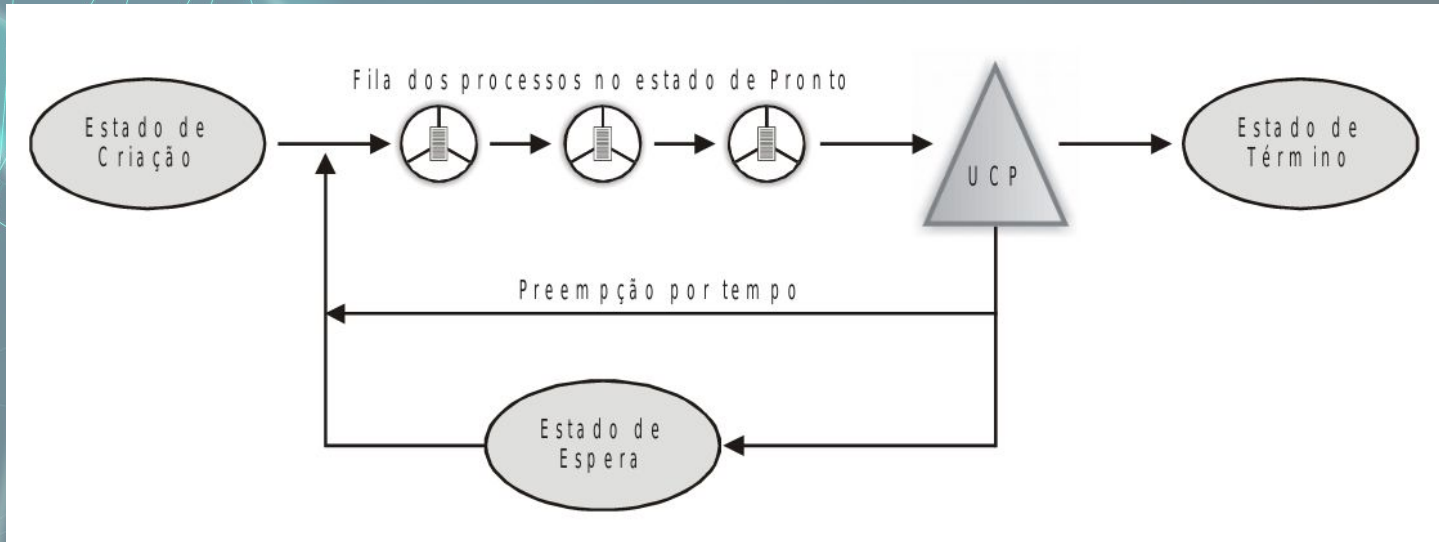 Fila dos processos no estado de Pronto
Estado de
Criação
UCP
Estado de
Término
Preempção por tempo
Estado de
Espera